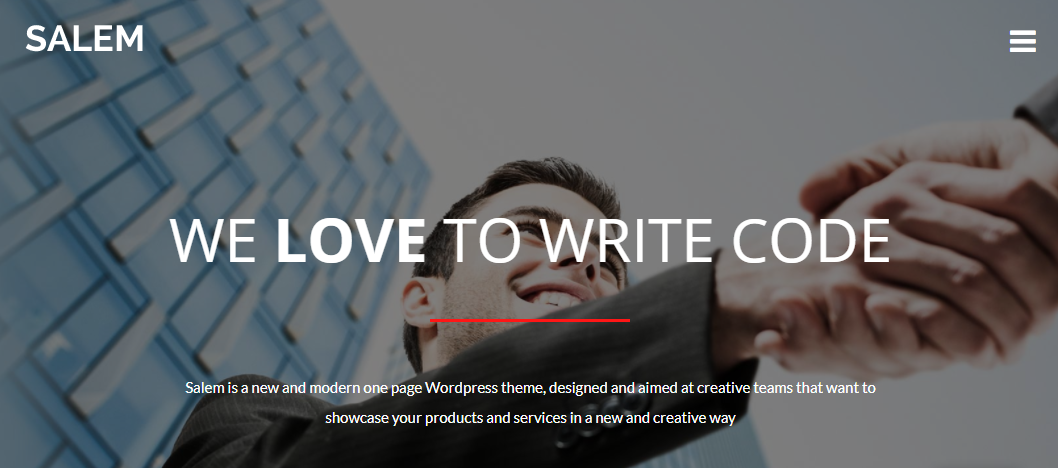 SALEM
WE LOVE TO WRITE CODE
Salem is a new and modern one page Wordpress theme, designed and aimed at creative teams that want to
showcase your products and services in a new and creative way